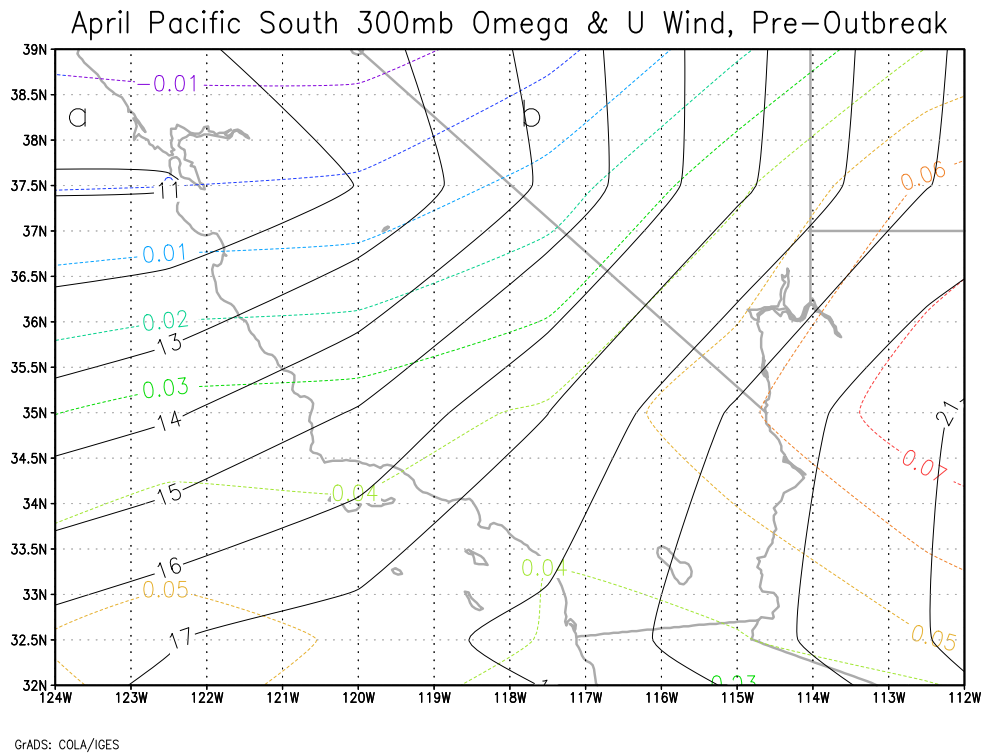 April Pacific South 300mb Omega & U Wind, Pre-Outbreak
39N
−0.01
38.5N
a b
38N
0.06
37.5N
11
37N
0.01
36.5N
36N
0.02
13
35.5N
0.03
35N
14
21
34.5N
0.07
15
34N
0.04
33.5N
16
0.04
33N
0.05
32.5N
17
0.05
32N
0.03
124W 123W 122W 121W 120W 119W 118W 117W 116W 115W 114W 113W 112W
GrADS: COLA/IGES